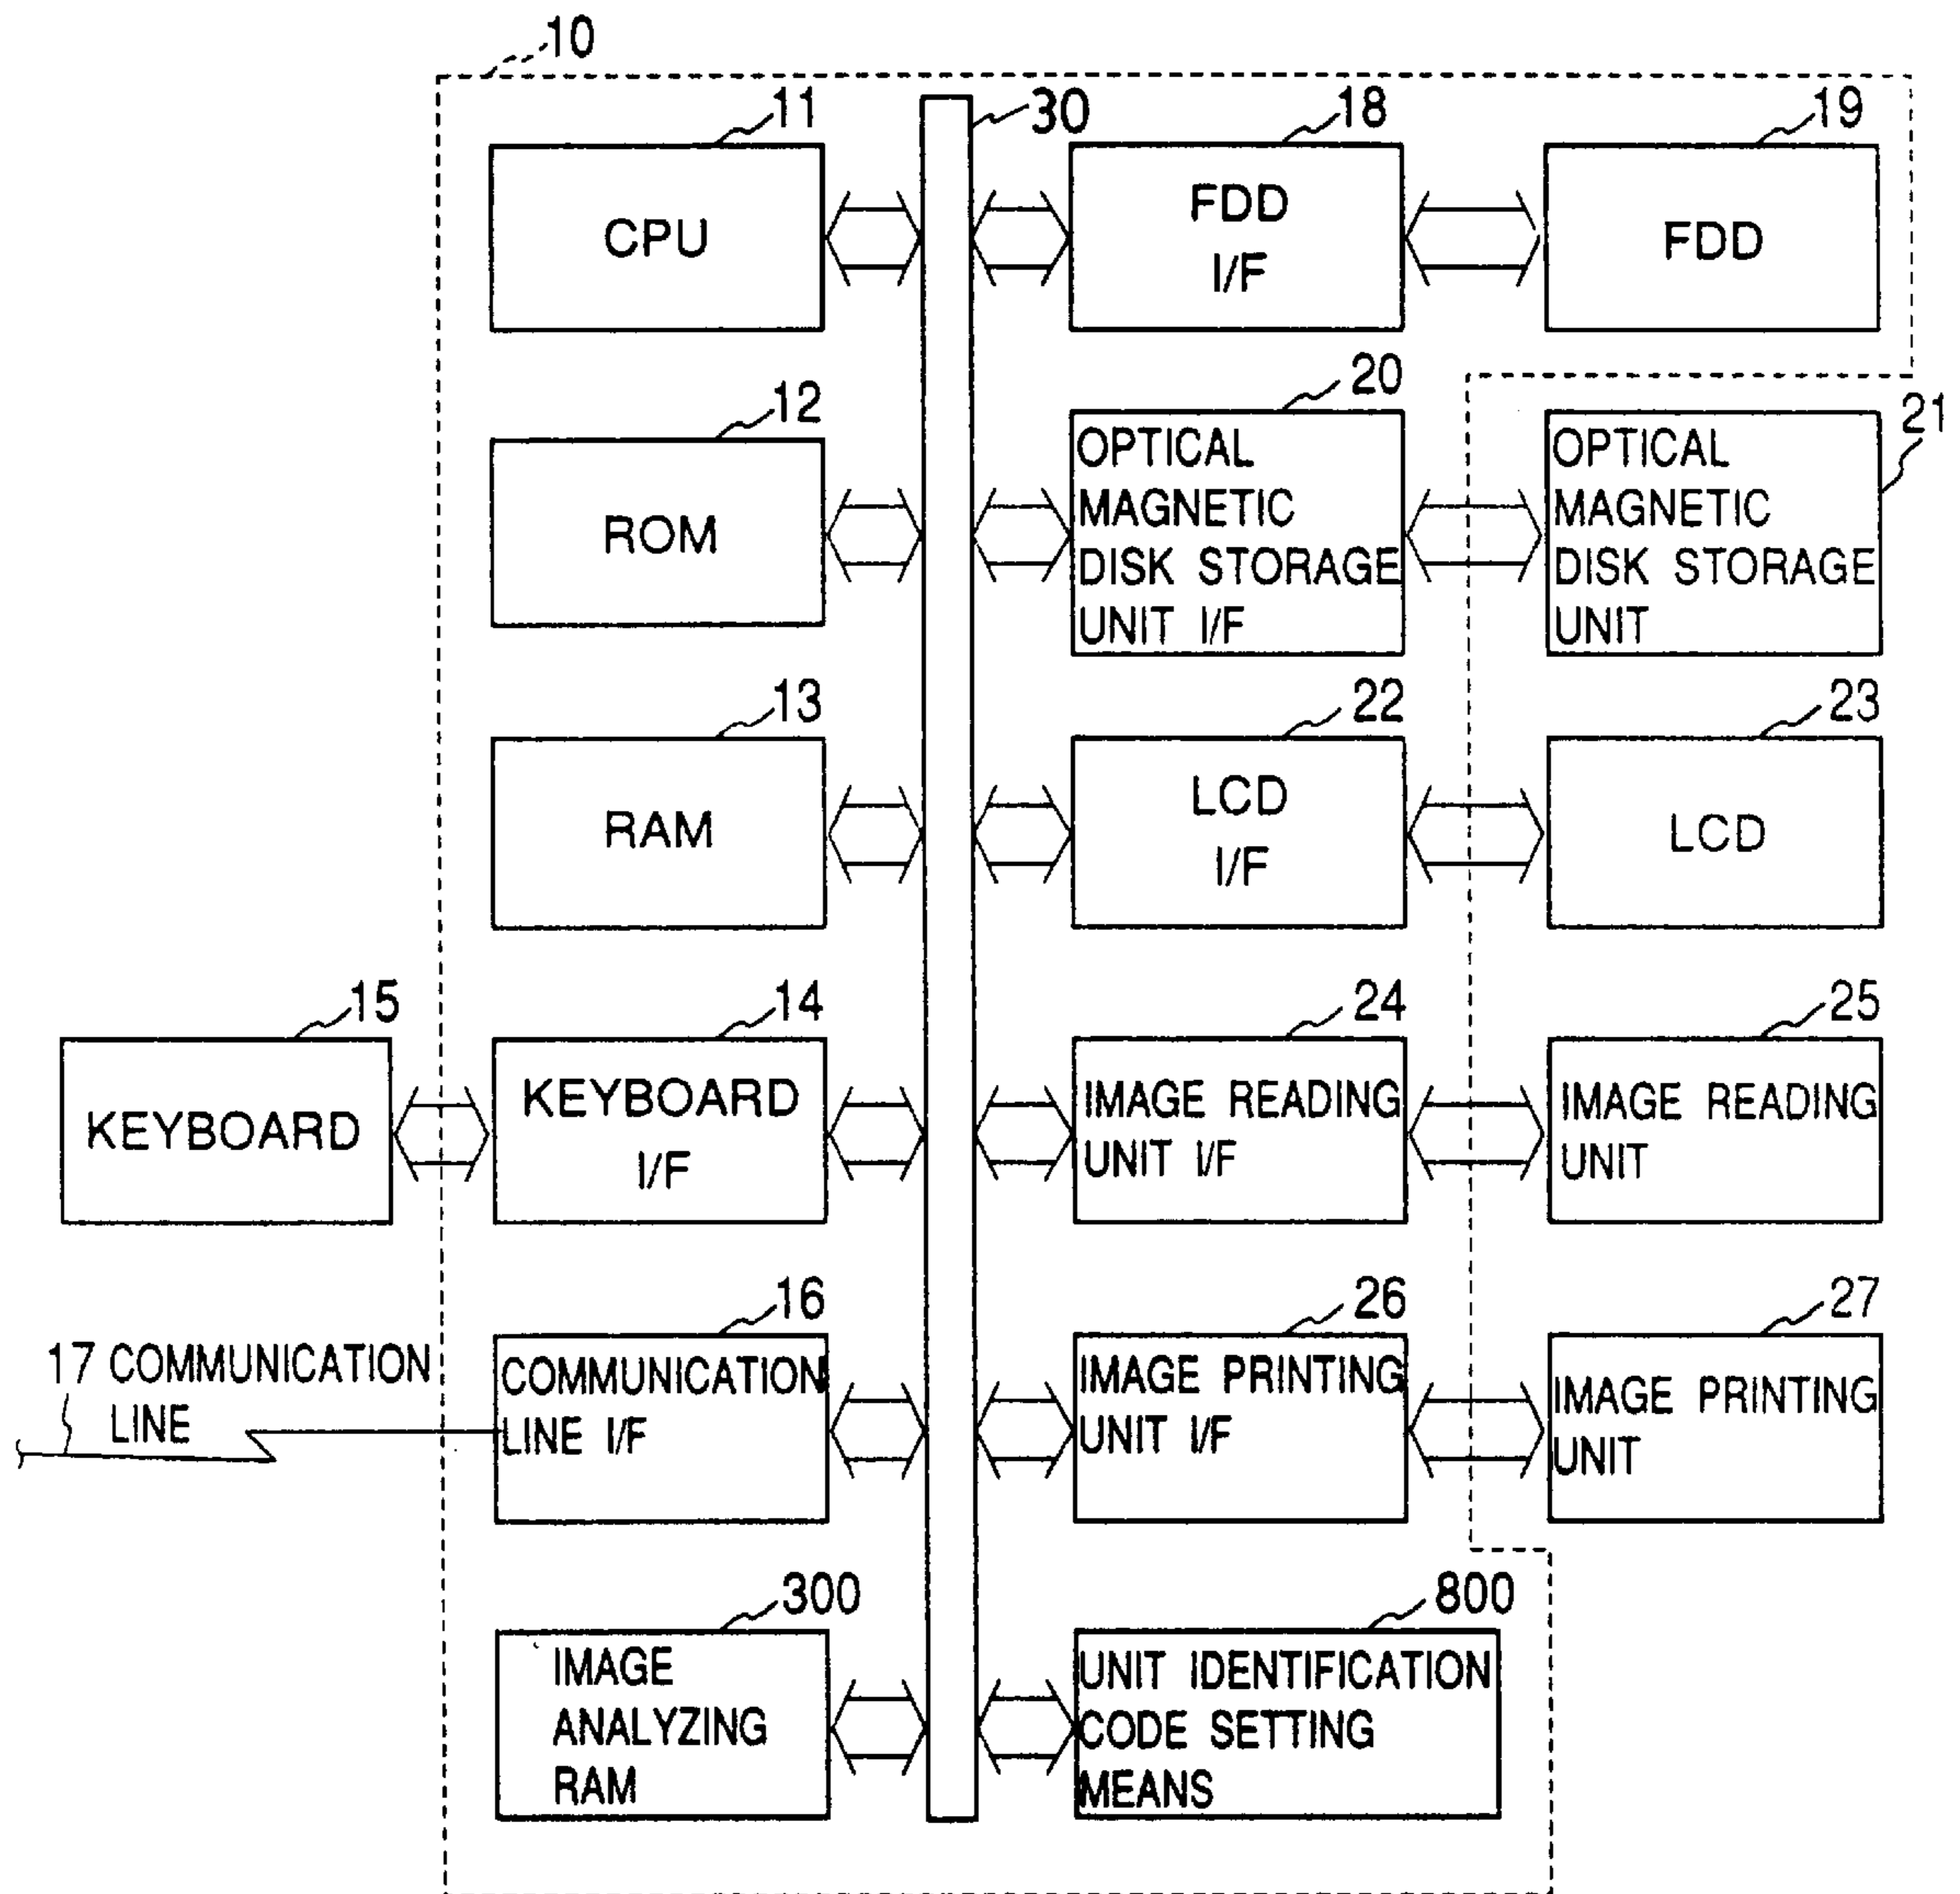 10
11
30
18
19
CPU
FDD
I/F
FDD
12
20
21
ROM
OPTICAL
MAGNETIC
DISK STORAGE
UNIT I/F
OPTICAL
MAGNETIC
DISK STORAGE
UNIT
13
22
23
RAM
LCD
I/F
LCD
15
14
24
25
KEYBOARD
KEYBOARD
I/F
IMAGE READING
UNIT I/F
IMAGE READING
UNIT
16
26
27
17 COMMUNICATION
LINE
COMMUNICATION
LINE I/F
IMAGE PRINTING
UNIT I/F
IMAGE PRINTING
UNIT
300
800
IMAGE
ANALYZING
RAM
UNIT IDENTIFICATION
CODE SETTING
MEANS